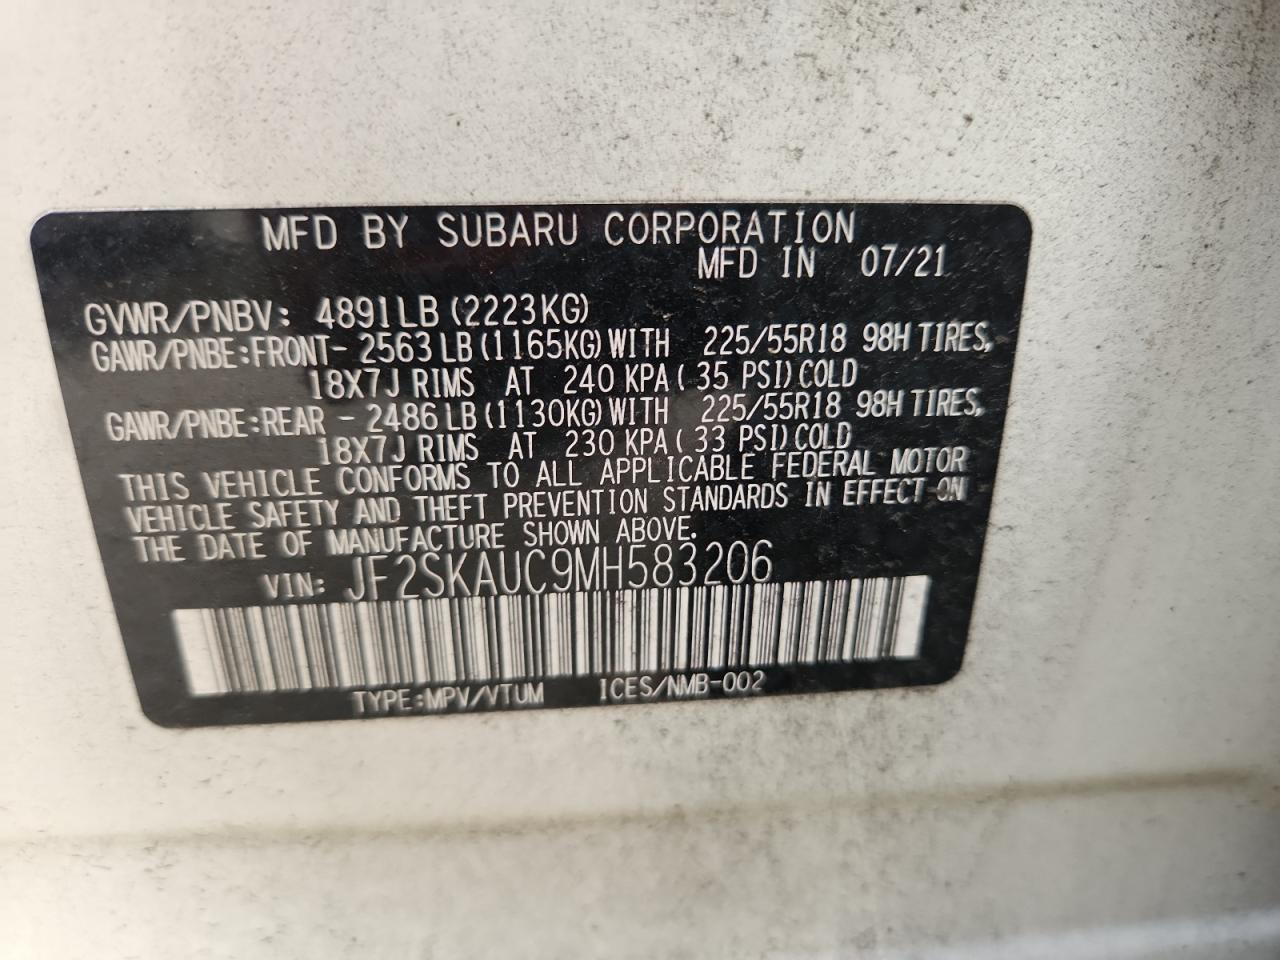 MFD BY SUBARU CORPORATION
MFD IN 07/21
GVWR/PNBV: 4891LB (2223KG)
GAWR/PNBE:FRONT- 2563LB(1165KG)WITH 225/55R18 98H TIRES,
18X7J RIMS AT 240 KPA( 35 PSI)COLD
GAWR/PNBE:REAR - 2486LB(1130KG)WITH 225/55R18 98H TIRES,
18X7J RIMS AT 230 KPA( 33 PSI)COLD
THIS VEHICLE CONFORMS TO ALL APPLICABLE FEDERAL MOTOR
VEHICLE SAFETY AND THEFT PREVENTION STANDARDS IN EFFECT ON
THE DATE OF MANUFACTURE SHOWN ABOVE.
VIN: JF2SKAUC9MH583206
TYPE:MPV/VTUM ICES/NMB-002